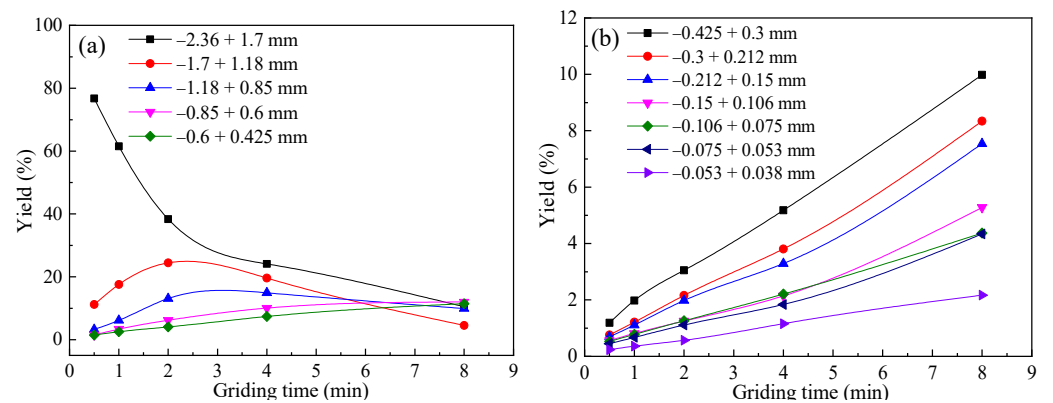 (a)
–2.36 + 1.7 mm
–1.7 + 1.18 mm
–1.18 + 0.85 mm
–0.85 + 0.6 mm
–0.6 + 0.425 mm
Yield (%)
100
80
60
40
20
0
0 1 2 3 4 5 6 7 8 9
Griding time (min)
(b)
–0.425 + 0.3 mm
–0.3 + 0.212 mm
–0.212 + 0.15 mm
–0.15 + 0.106 mm
–0.106 + 0.075 mm
–0.075 + 0.053 mm
–0.053 + 0.038 mm
Yield (%)
12
10
8
6
4
2
0
0 1 2 3 4 5 6 7 8 9
Griding time (min)